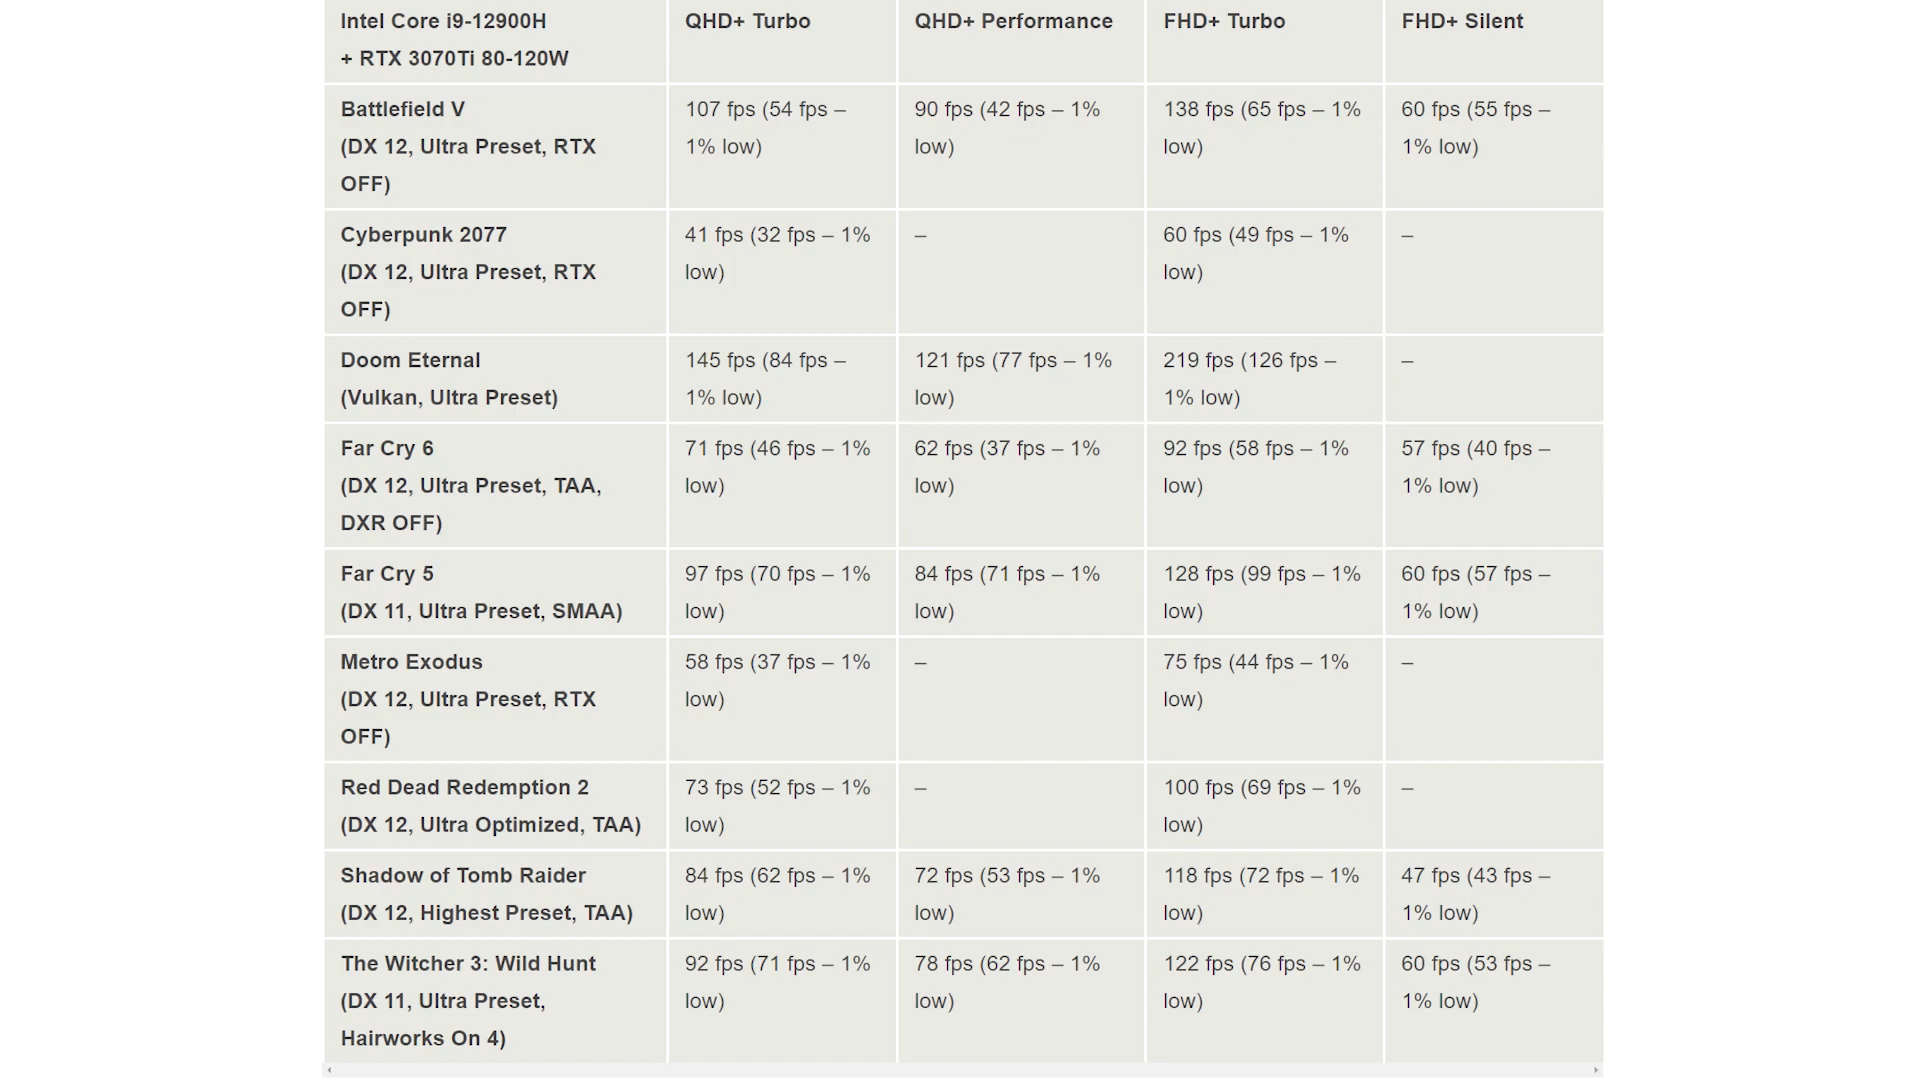 Intel Core i9-12900H
+ RTX 3070Ti 80-120W
QHD+ Turbo
QHD+ Performance
FHD+ Turbo
FHD+ Silent
Battlefield V
(DX 12, Ultra Preset, RTX
OFF)
107 fps (54 fps –
1% low)
90 fps (42 fps – 1%
low)
138 fps (65 fps – 1%
low)
60 fps (55 fps –
1% low)
Cyberpunk 2077
(DX 12, Ultra Preset, RTX
OFF)
41 fps (32 fps – 1%
low)
–
60 fps (49 fps – 1%
low)
–
Doom Eternal
(Vulkan, Ultra Preset)
145 fps (84 fps –
1% low)
121 fps (77 fps – 1%
low)
219 fps (126 fps –
1% low)
–
Far Cry 6
(DX 12, Ultra Preset, TAA,
DXR OFF)
71 fps (46 fps – 1%
low)
62 fps (37 fps – 1%
low)
92 fps (58 fps – 1%
low)
57 fps (40 fps –
1% low)
Far Cry 5
(DX 11, Ultra Preset, SMAA)
97 fps (70 fps – 1%
low)
84 fps (71 fps – 1%
low)
128 fps (99 fps – 1%
low)
60 fps (57 fps –
1% low)
Metro Exodus
(DX 12, Ultra Preset, RTX
OFF)
58 fps (37 fps – 1%
low)
–
75 fps (44 fps – 1%
low)
–
Red Dead Redemption 2
(DX 12, Ultra Optimized, TAA)
73 fps (52 fps – 1%
low)
–
100 fps (69 fps – 1%
low)
–
Shadow of Tomb Raider
(DX 12, Highest Preset, TAA)
84 fps (62 fps – 1%
low)
72 fps (53 fps – 1%
low)
118 fps (72 fps – 1%
low)
47 fps (43 fps –
1% low)
The Witcher 3: Wild Hunt
(DX 11, Ultra Preset,
Hairworks On 4)
92 fps (71 fps – 1%
low)
78 fps (62 fps – 1%
low)
122 fps (76 fps – 1%
low)
60 fps (53 fps –
1% low)